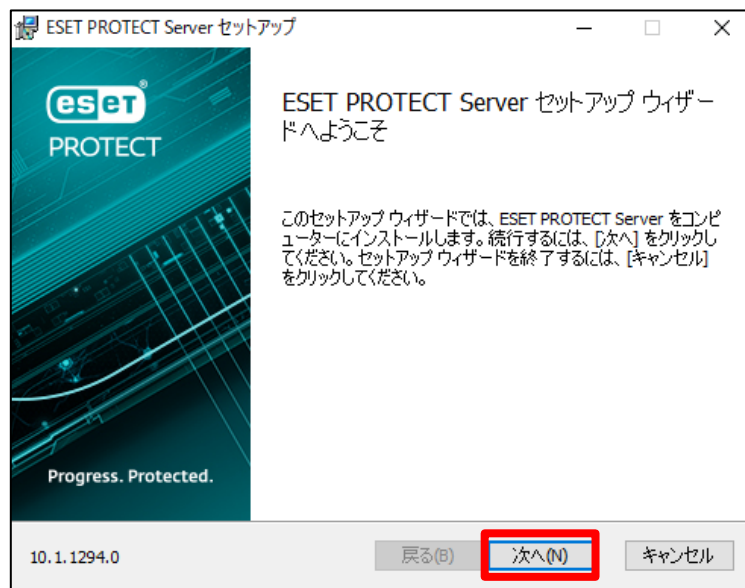 ESET PROTECT Server セットアップ
eseT
PROTECT
ESET PROTECT Server セットアップ ウィザー
ドへようこそ
このセットアップ ウィザードでは、ESET PROTECT Server をコンピ
ューターにインストールします。続行するには、[次へ] をクリックし
てください。セットアップ ウィザードを終了するには、[キャンセル]
をクリックしてください。
Progress. Protected.
10.1.1294.0
戻る(B)
次へ(N)
キャンセル